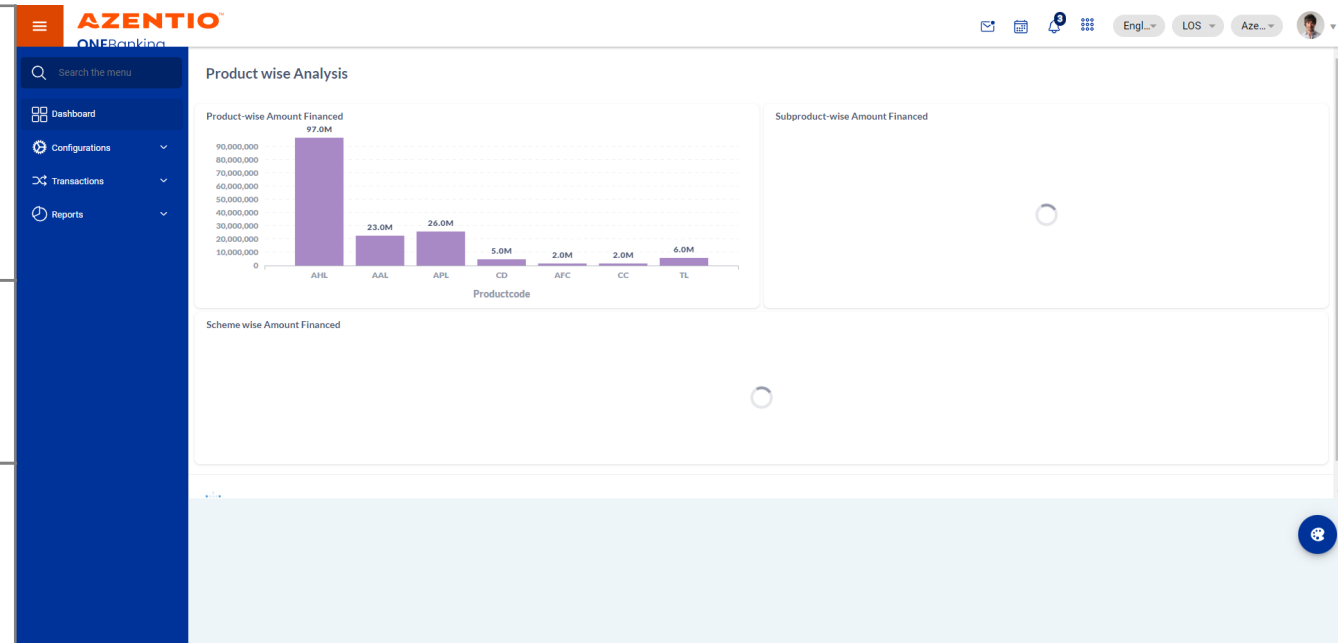 AZENTIO™
ONEBanking
3
Engl...
LOS
Aze...
Search the menu
Dashboard
Configurations
Transactions
Reports
Product wise Analysis
Product-wise Amount Financed
97.0M
90,000,000
80,000,000
70,000,000
60,000,000
50,000,000
40,000,000
30,000,000
20,000,000
10,000,000
0
23.0M
26.0M
5.0M
2.0M
2.0M
6.0M
AHL AAL APL CD AFC CC TL
Productcode
Subproduct-wise Amount Financed
Scheme wise Amount Financed